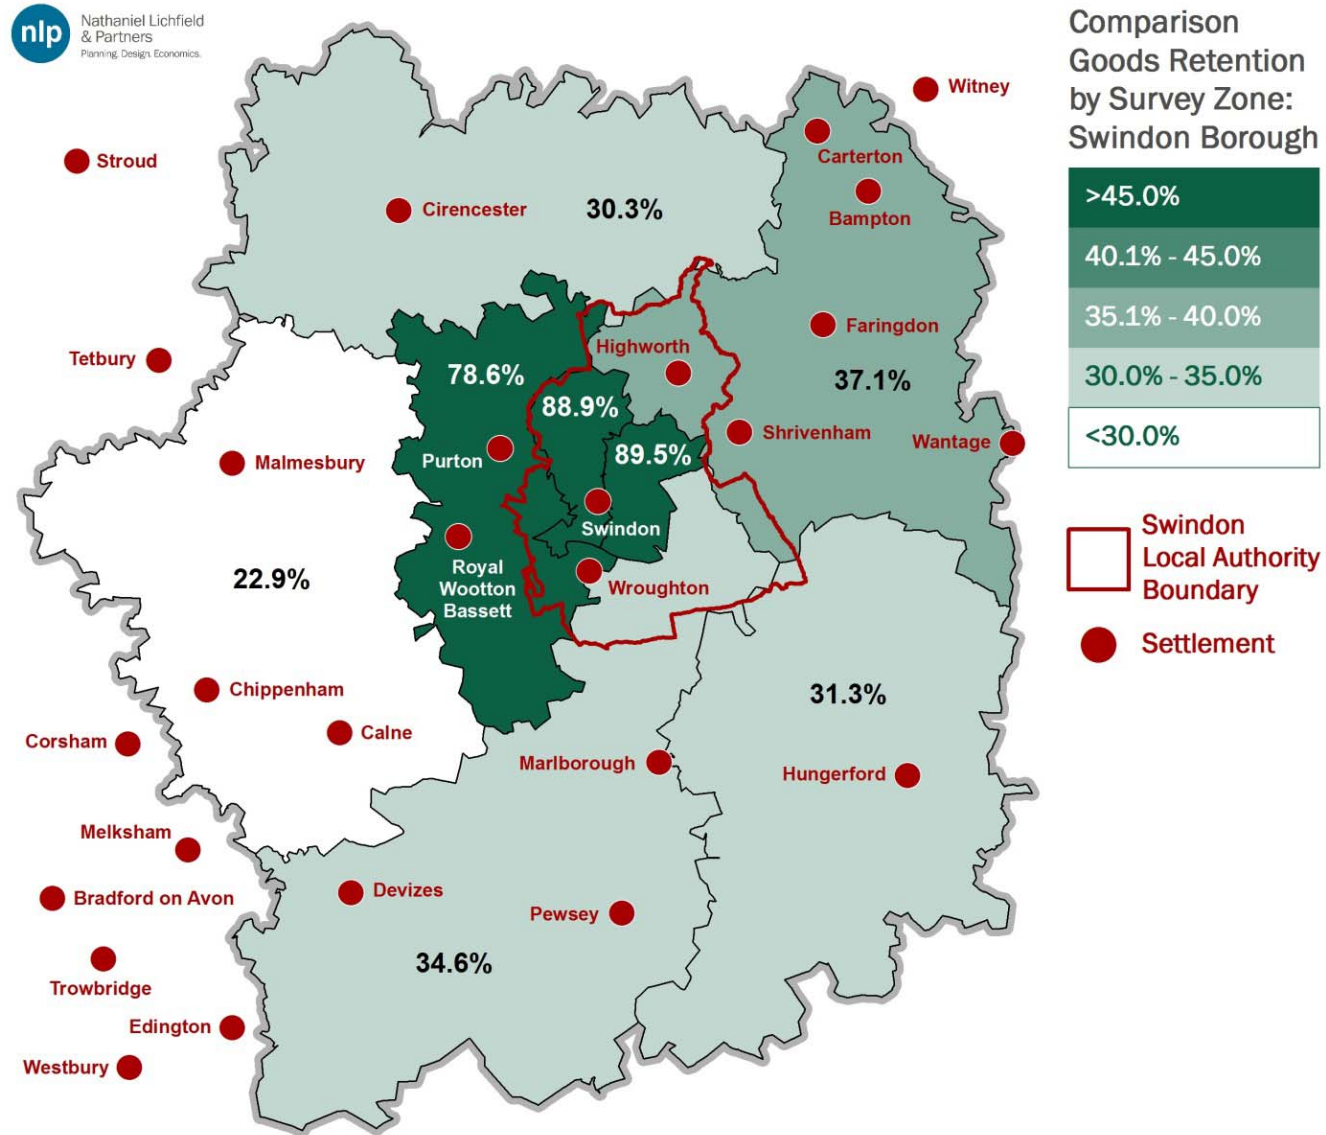 nlp
Nathaniel Lichfield
& Partners
Planning. Design. Economics.
Comparison
Goods Retention
by Survey Zone:
Swindon Borough
>45.0%
40.1% - 45.0%
35.1% - 40.0%
30.0% - 35.0%
<30.0%
Swindon
Local Authority
Boundary
Settlement
Witney
Carterton
Stroud
Bampton
Cirencester
30.3%
Faringdon
Highworth
Tetbury
78.6%
37.1%
88.9%
Shrivenham
Wantage
89.5%
Purton
Malmesbury
Swindon
Royal
Wootton
Bassett
22.9%
Wroughton
Chippenham
31.3%
Calne
Corsham
Marlborough
Hungerford
Melksham
Devizes
Bradford on Avon
Pewsey
34.6%
Trowbridge
Edington
Westbury